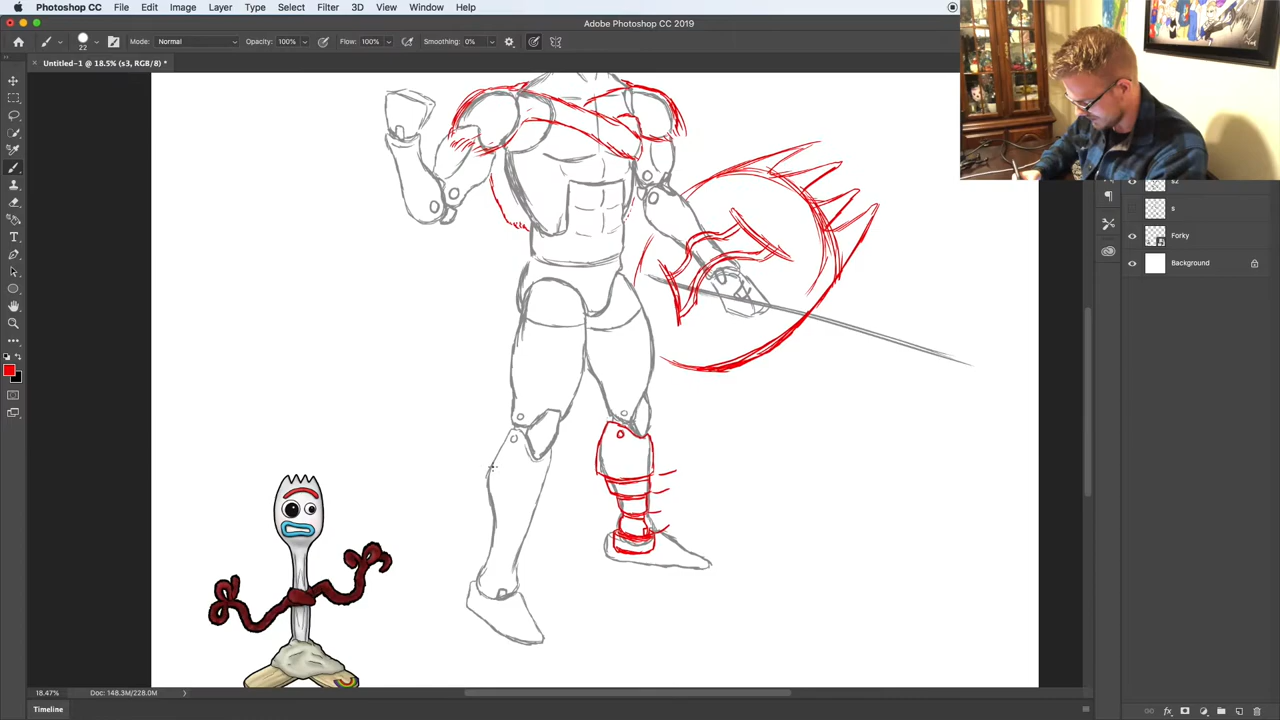 Photoshop CC File Edit Image Layer Type Select Filter 3D View Window Help
Adobe Photoshop CC 2019
22 Mode: Normal Opacity: 100% Flow: 100% Smoothing: 0%
Untitled-1 @ 18.5% (s3, RGB/8) *
s2
s
Forky
Background
18.47% Doc: 148.3M/228.0M
Timeline